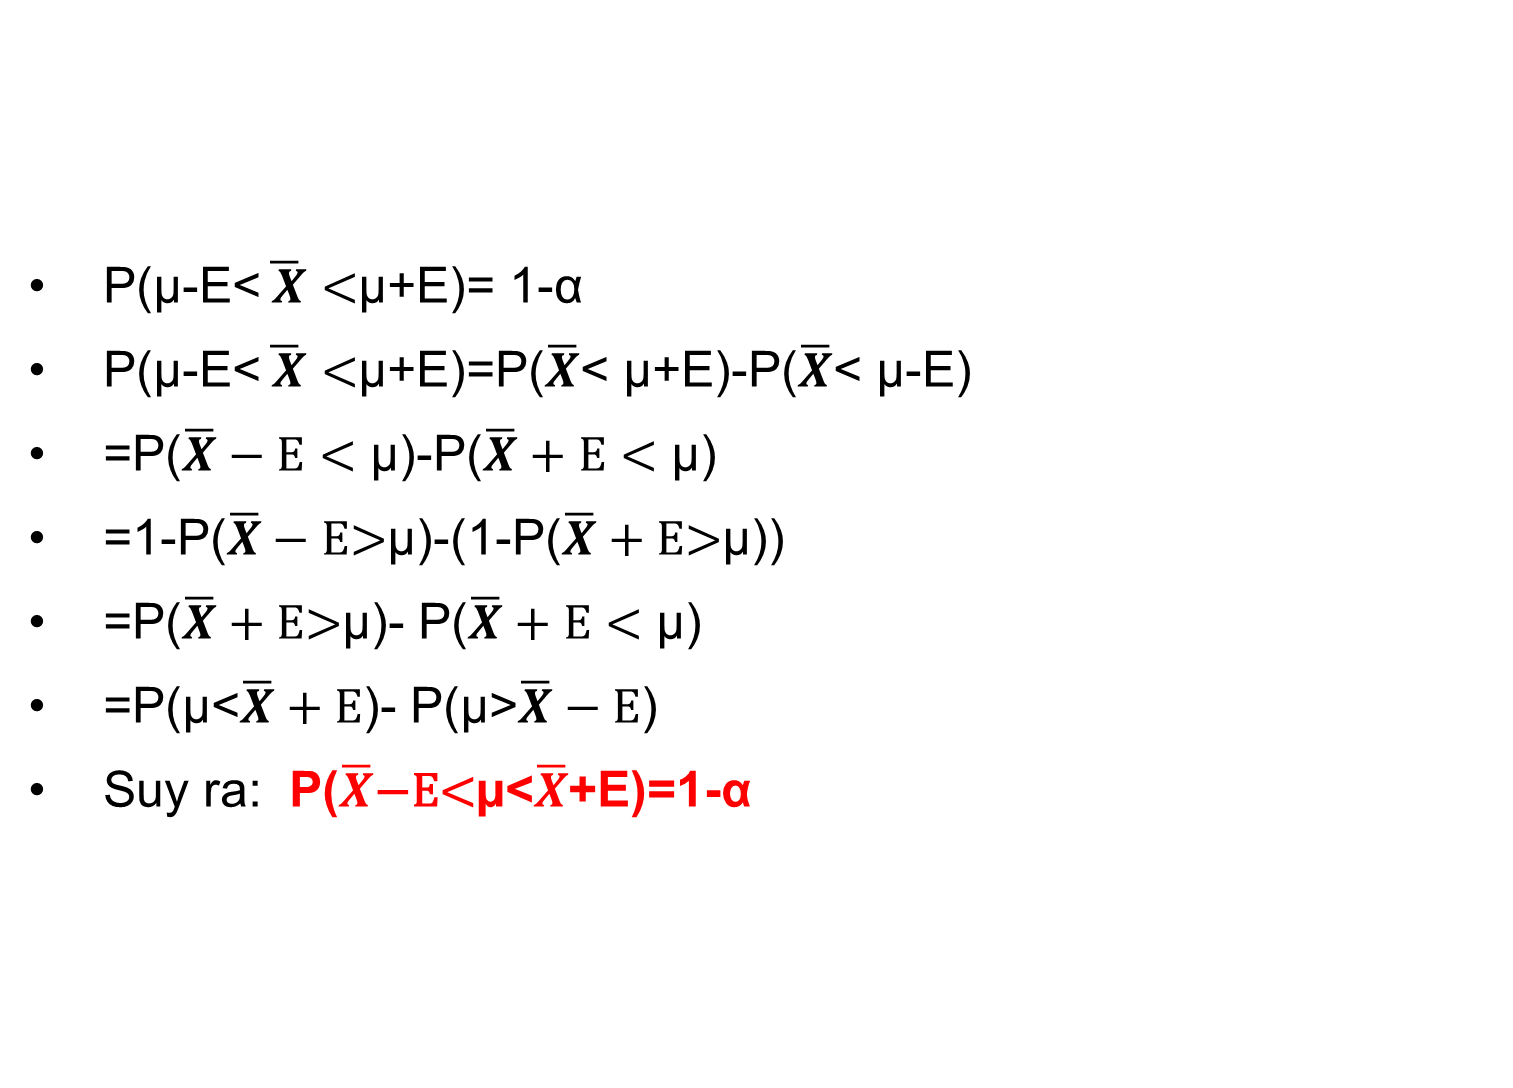 • P(μ-E< X̅ <μ+E)= 1-α
• P(μ-E< X̅ <μ+E)=P(X̅< μ+E)-P(X̅< μ-E)
• =P(X̅ − E < μ)-P(X̅ + E < μ)
• =1-P(X̅ − E>μ)-(1-P(X̅ + E>μ))
• =P(X̅ + E>μ)- P(X̅ + E < μ)
• =P(μ<X̅ + E)- P(μ>X̅ − E)
• Suy ra: P(X̅−E<μ<X̅+E)=1-α